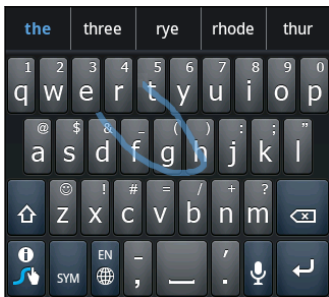 the three rye rhode thur
1 2 3 4 5 6 7 8 9 0
q w e r t y u i o p
@ $ & _ ( ) : ; "
a s d f g h j k l
! # = / + ?
z x c v b n m
EN
SYM , .